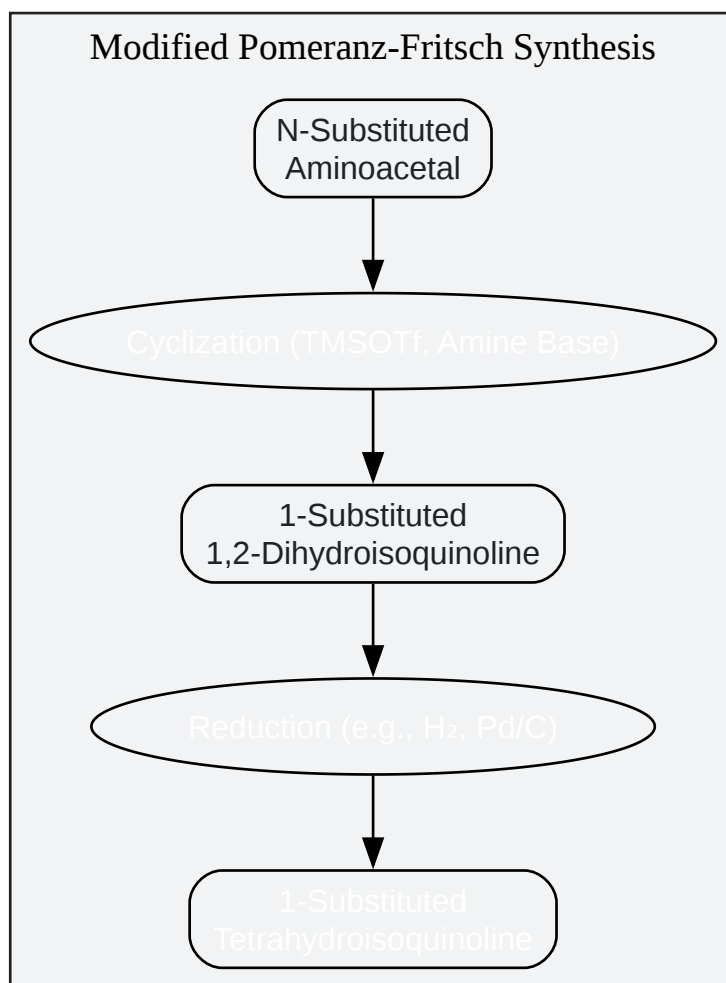 Modified Pomeranz-Fritsch Synthesis
N-Substituted
Aminoacetal
Cyclization (TMSOTf, Amine Base)
1-Substituted
1,2-Dihydroisoquinoline
Reduction (e.g., H₂, Pd/C)
1-Substituted
Tetrahydroisoquinoline